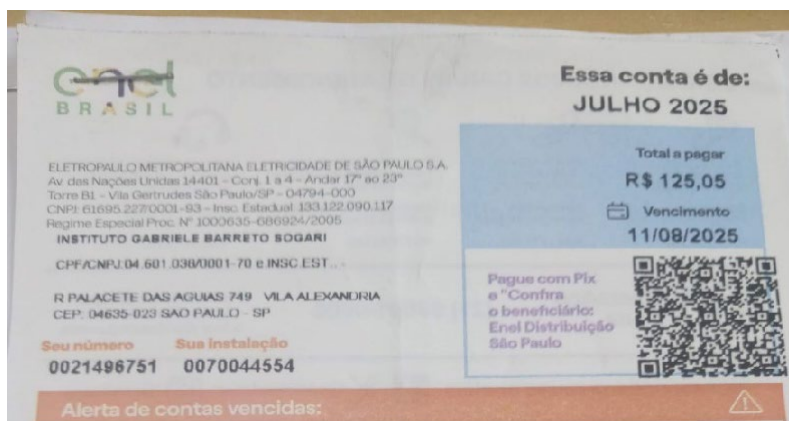 enel
BRASIL
Essa conta é de:
JULHO 2025
Total a pagar
R$ 125,05
Vencimento
11/08/2025
ELETROPAULO METROPOLITANA ELETRICIDADE DE SÃO PAULO S.A.
Av das Nações Unidas 14401 - Conj. 1 a 4 - Andar 17º ao 23º
Torre B1 - Vila Gertrudes São Paulo/SP - 04794-000
CNPJ: 61695.227/0001-93 - Insc. Estadual 133.122.090.117
Regime Especial Proc. Nº 1000635-686924/2005
INSTITUTO GABRIELE BARRETO SOGARI
CPF/CNPJ: 04.601.038/0001-70 e INSC.EST..-
R PALACETE DAS AGUIAS 749 VILA ALEXANDRIA
CEP: 04635-023 SAO PAULO - SP
Pague com Pix
e "Confira
o beneficiário:
Enel Distribuição
São Paulo
Seu número Sua instalação
0021496751 0070044554
Alerta de contas vencidas: